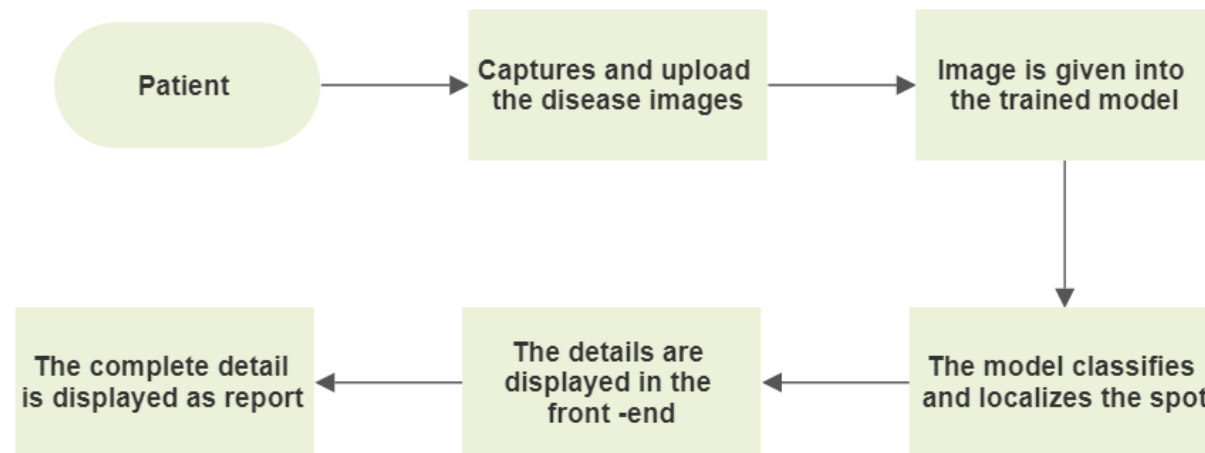 Patient
Captures and upload
the disease images
Image is given into
the trained model
The model classifies
and localizes the spot
The details are
displayed in the
front -end
The complete detail
is displayed as report